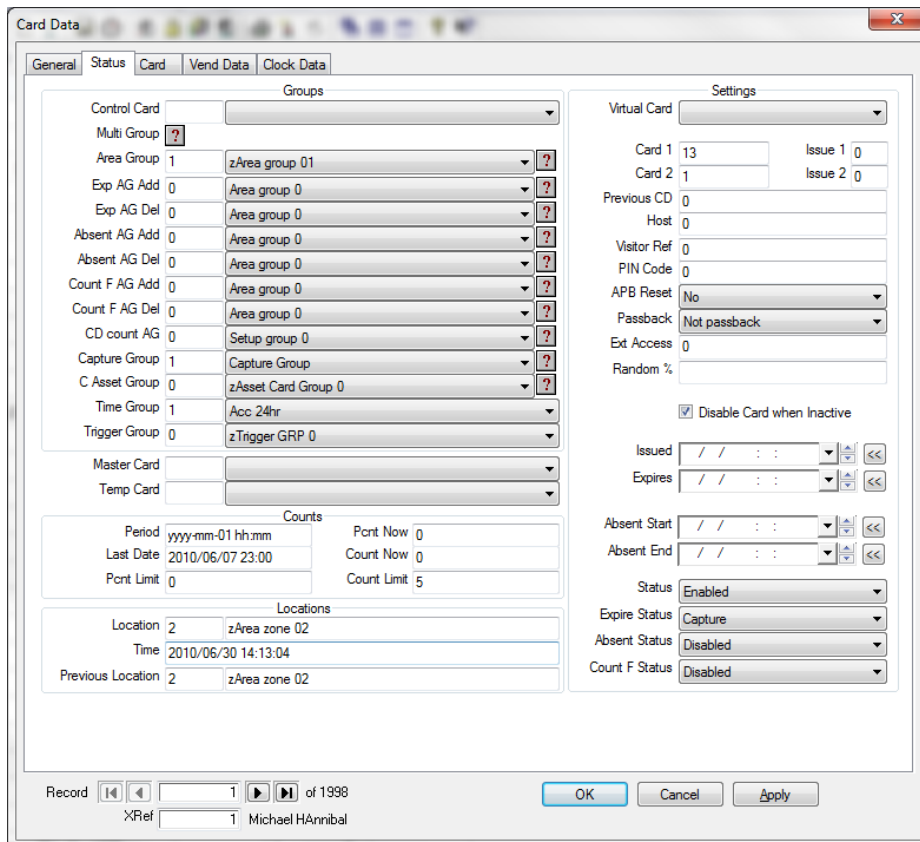 Card Data
General Status Card Vend Data Clock Data
Groups
Control Card
Multi Group ?
Area Group 1 zArea group 01 ?
Exp AG Add 0 Area group 0 ?
Exp AG Del 0 Area group 0 ?
Absent AG Add 0 Area group 0 ?
Absent AG Del 0 Area group 0 ?
Count F AG Add 0 Area group 0 ?
Count F AG Del 0 Area group 0 ?
CD count AG 0 Setup group 0 ?
Capture Group 1 Capture Group ?
C Asset Group 0 zAsset Card Group 0 ?
Time Group 1 Acc 24hr
Trigger Group 0 zTrigger GRP 0
Master Card
Temp Card
Counts
Period yyyy-mm-01 hh:mm Pcnt Now 0
Last Date 2010/06/07 23:00 Count Now 0
Pcnt Limit 0 Count Limit 5
Locations
Location 2 zArea zone 02
Time 2010/06/30 14:13:04
Previous Location 2 zArea zone 02
Settings
Virtual Card
Card 1 13 Issue 1 0
Card 2 1 Issue 2 0
Previous CD 0
Host 0
Visitor Ref 0
PIN Code 0
APB Reset No
Passback Not passback
Ext Access 0
Random %
Disable Card when Inactive
Issued / / : : <<
Expires / / : : <<
Absent Start / / : : <<
Absent End / / : : <<
Status Enabled
Expire Status Capture
Absent Status Disabled
Count F Status Disabled
Record 1 of 1998 OK Cancel Apply
XRef 1 Michael HAnnibal